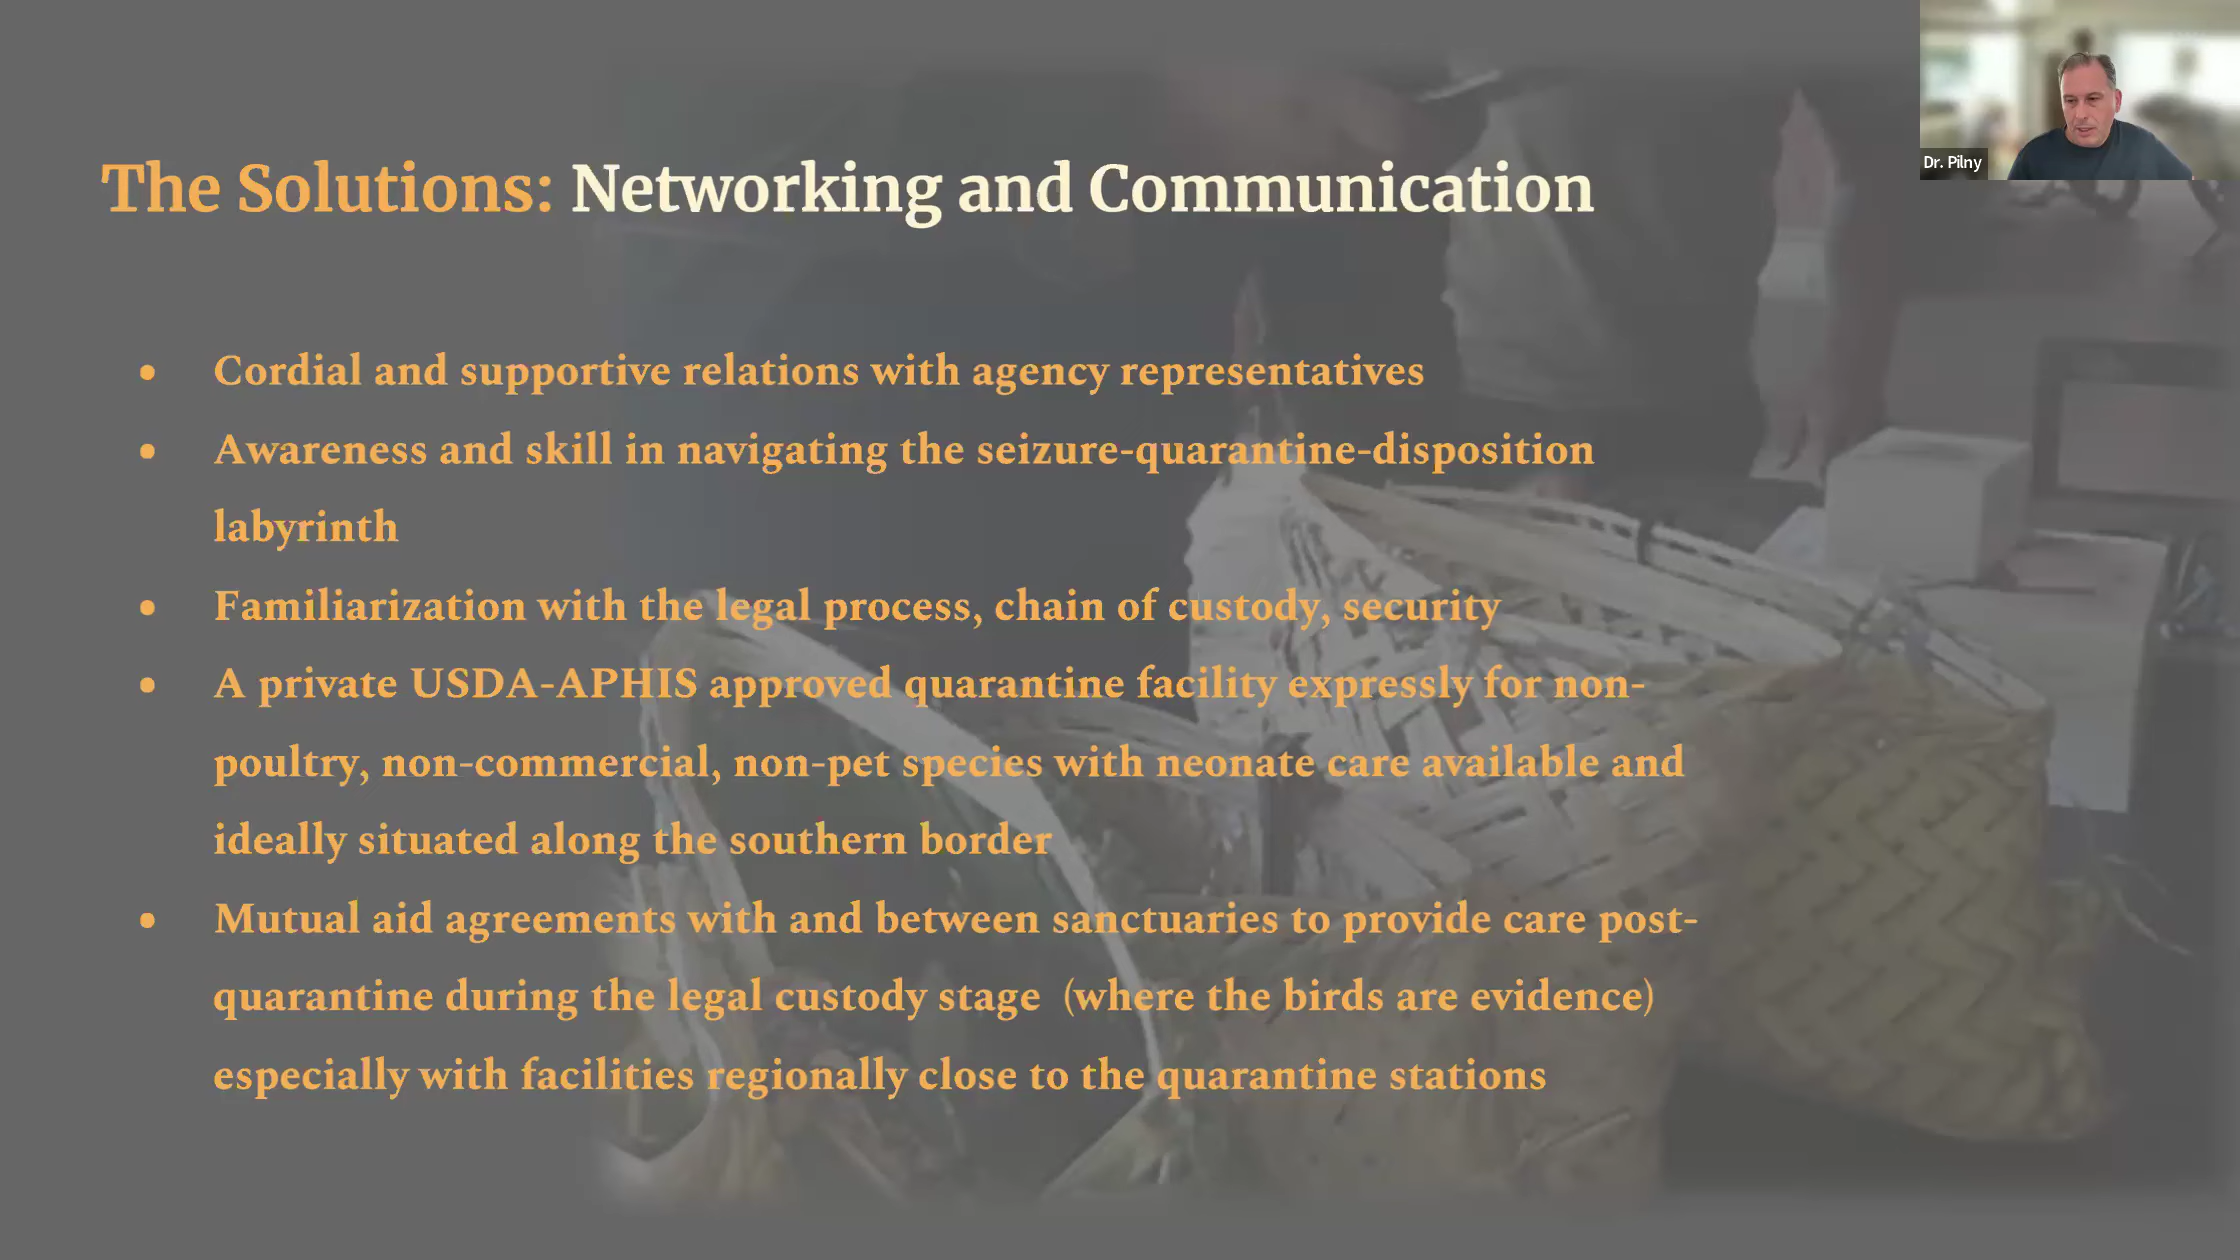 Dr. Pilny
The Solutions: Networking and Communication
• Cordial and supportive relations with agency representatives
• Awareness and skill in navigating the seizure-quarantine-disposition
labyrinth
• Familiarization with the legal process, chain of custody, security
• A private USDA-APHIS approved quarantine facility expressly for non-
poultry, non-commercial, non-pet species with neonate care available and
ideally situated along the southern border
• Mutual aid agreements with and between sanctuaries to provide care post-
quarantine during the legal custody stage (where the birds are evidence)
especially with facilities regionally close to the quarantine stations